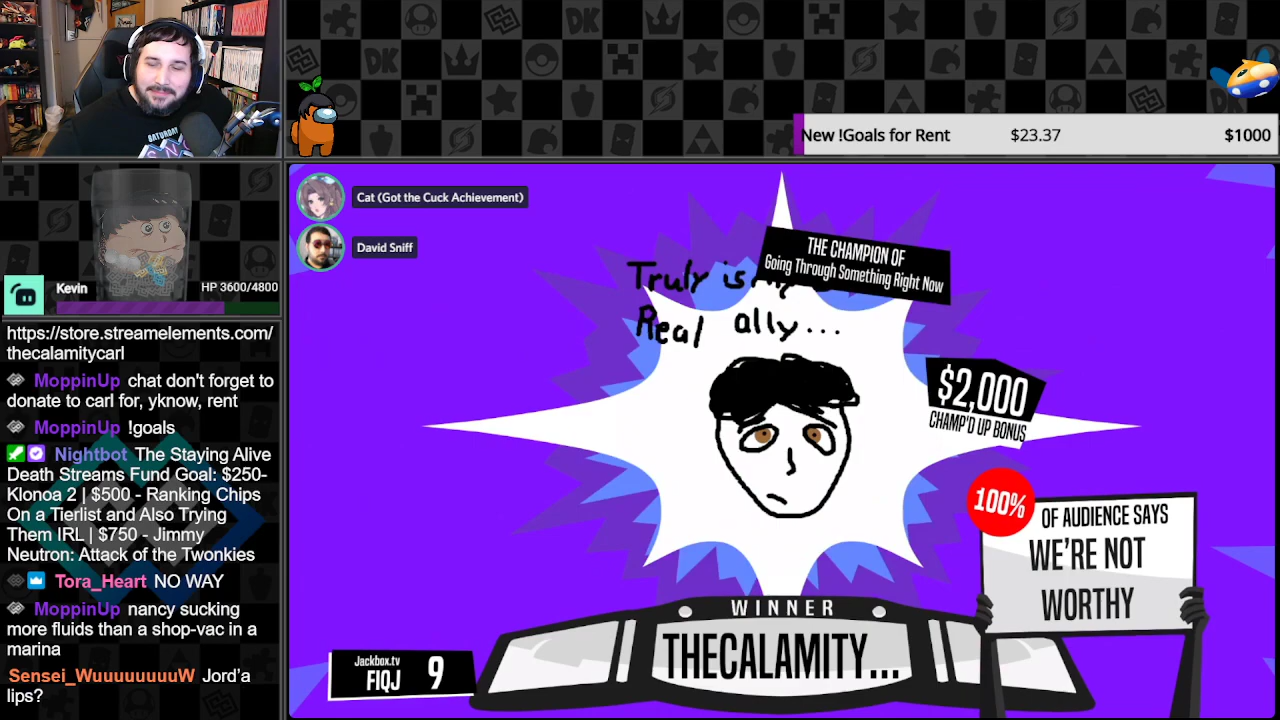 SATURDAY
DK
DK
DK
New !Goals for Rent $23.37 $1000
Cat (Got the Cuck Achievement)
David Sniff
Kevin HP 3600/4800
https://store.streamelements.com/
thecalamitycarl
MoppinUp chat don't forget to
donate to carl for, yknow, rent
MoppinUp !goals
Nightbot The Staying Alive
Death Streams Fund Goal: $250-
Klonoa 2 | $500 - Ranking Chips
On a Tierlist and Also Trying
Them IRL | $750 - Jimmy
Neutron: Attack of the Twonkies
Tora_Heart NO WAY
MoppinUp nancy sucking
more fluids than a shop-vac in a
marina
Sensei_WuuuuuuuuW Jord'a
lips?
THE CHAMPION OF
Going Through Something Right Now
Truly is
Real ally...
$2,000
CHAMP'D UP BONUS
100%
OF AUDIENCE SAYS
WE'RE NOT
WORTHY
WINNER
THECALAMITY...
Jackbox.tv
FIQJ 9